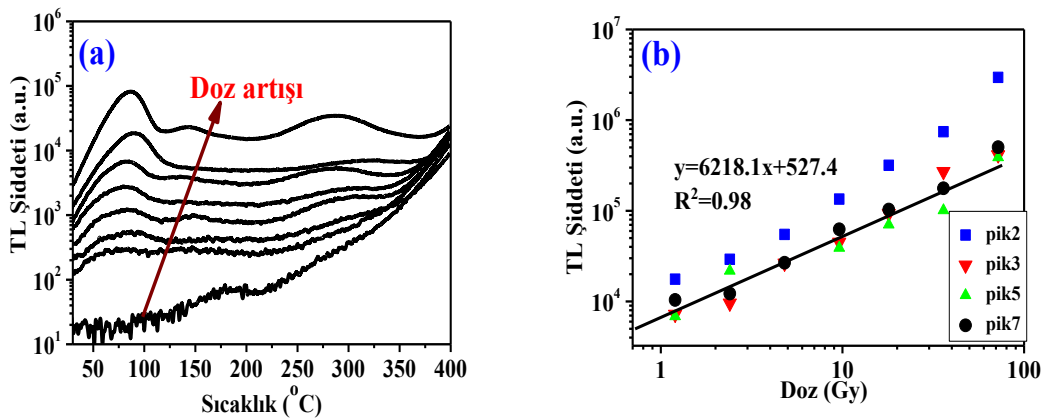 (a)
Doz artışı
TL Şiddeti (a.u.)
10^6
10^5
10^4
10^3
10^2
10^1
50 100 150 200 250 300 350 400
Sıcaklık (°C)
(b)
y=6218.1x+527.4
R^2=0.98
TL Şiddeti (a.u.)
10^7
10^6
10^5
10^4
pik2
pik3
pik5
pik7
1 10 100
Doz (Gy)